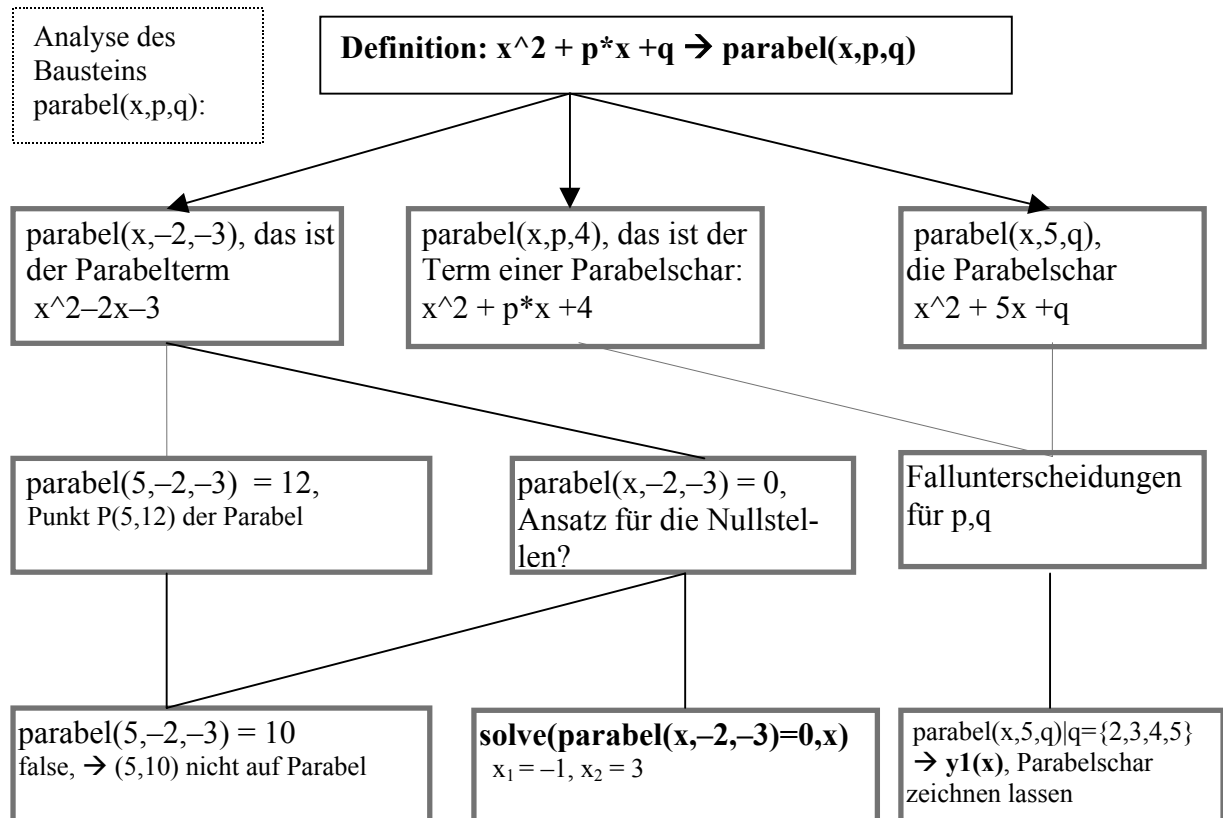 Analyse des
Bausteins
parabel(x,p,q):
Definition: x^2 + p*x +q → parabel(x,p,q)
parabel(x,–2,–3), das ist
der Parabelterm
x^2–2x–3
parabel(x,p,4), das ist der
Term einer Parabelschar:
x^2 + p*x +4
parabel(x,5,q),
die Parabelschar
x^2 + 5x +q
parabel(5,–2,–3) = 12,
Punkt P(5,12) der Parabel
parabel(x,–2,–3) = 0,
Ansatz für die Nullstel-
len?
Fallunterscheidungen
für p,q
parabel(5,–2,–3) = 10
false, → (5,10) nicht auf Parabel
solve(parabel(x,–2,–3)=0,x)
x₁ = –1, x₂ = 3
parabel(x,5,q)|q={2,3,4,5}
→ y1(x), Parabelschar
zeichnen lassen